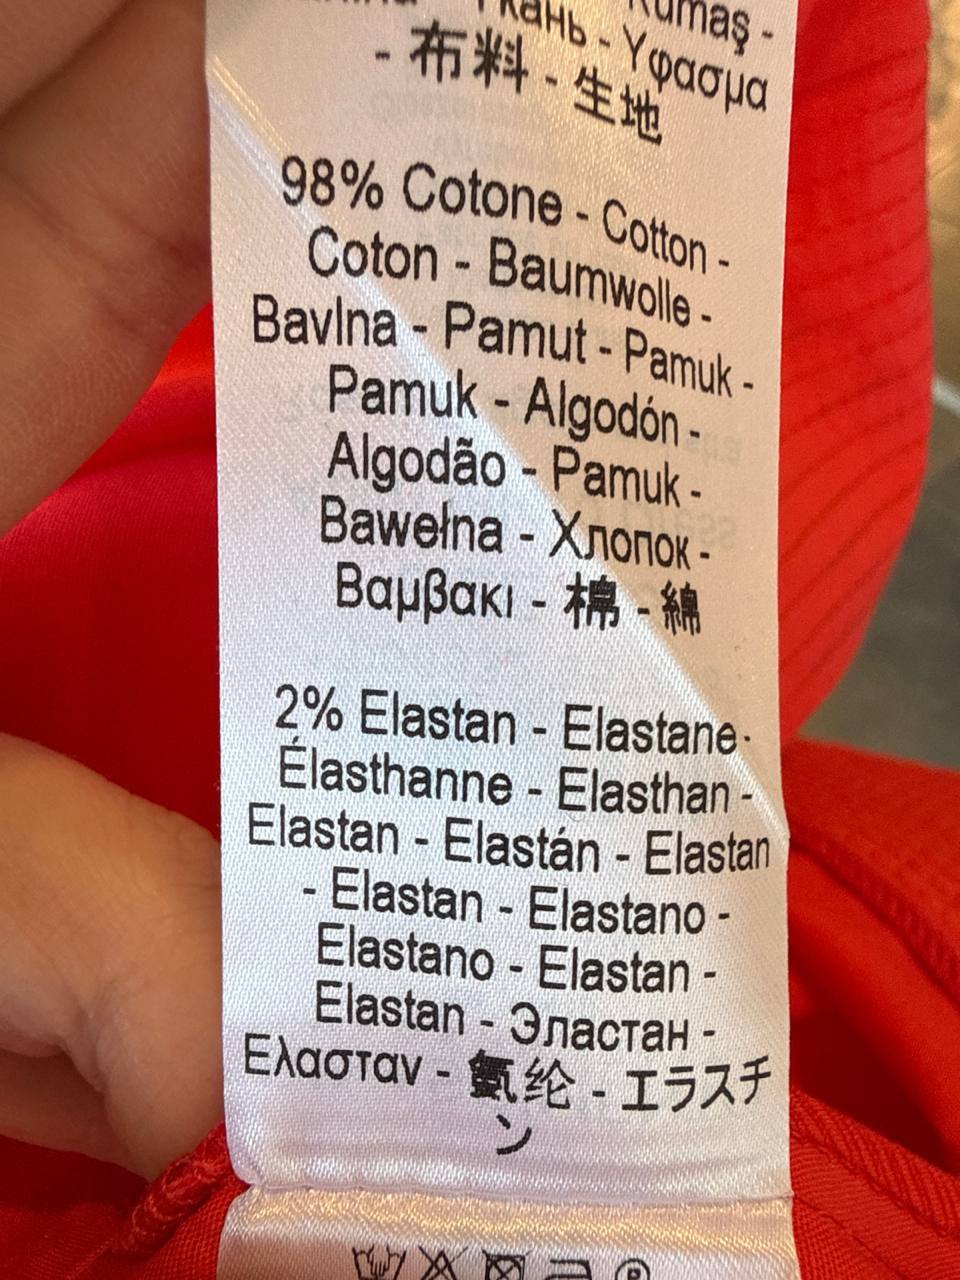 Ткань - Kumaş -
Υφασμα
- 布料 - 生地
98% Cotone - Cotton -
Coton - Baumwolle -
Bavlna - Pamut - Pamuk -
Pamuk - Algodón -
Algodão - Pamuk -
Bawełna - Хлопок -
Βαμβακι - 棉 - 綿
2% Elastan - Elastane -
Élasthanne - Elasthan -
Elastan - Elastán - Elastan
- Elastan - Elastano -
Elastano - Elastan -
Elastan - Эластан -
Ελασταν - 氨纶 - エラスチ
ン